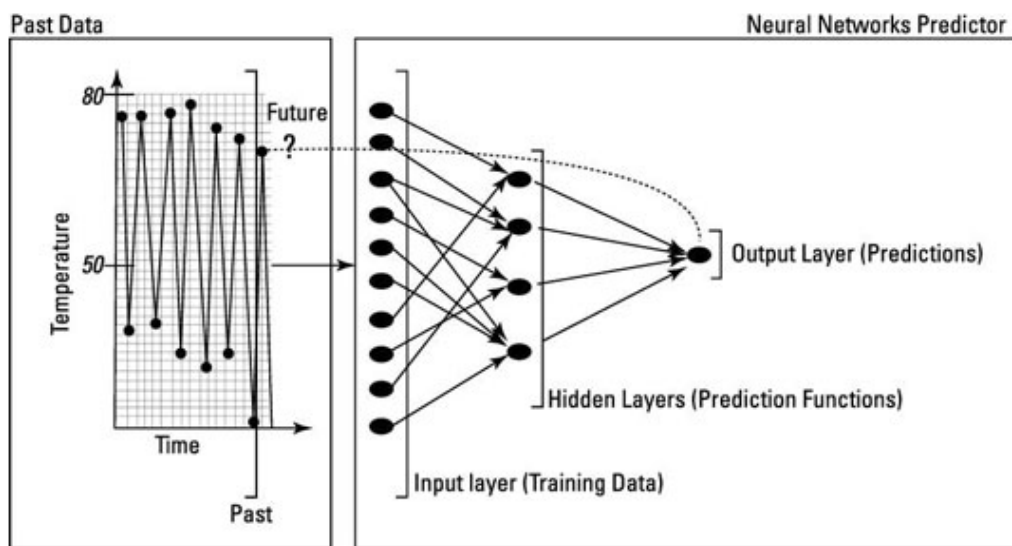 Past Data
Neural Networks Predictor
80
Future
?
Temperature
50
Output Layer (Predictions)
Hidden Layers (Prediction Functions)
Time
Input layer (Training Data)
Past